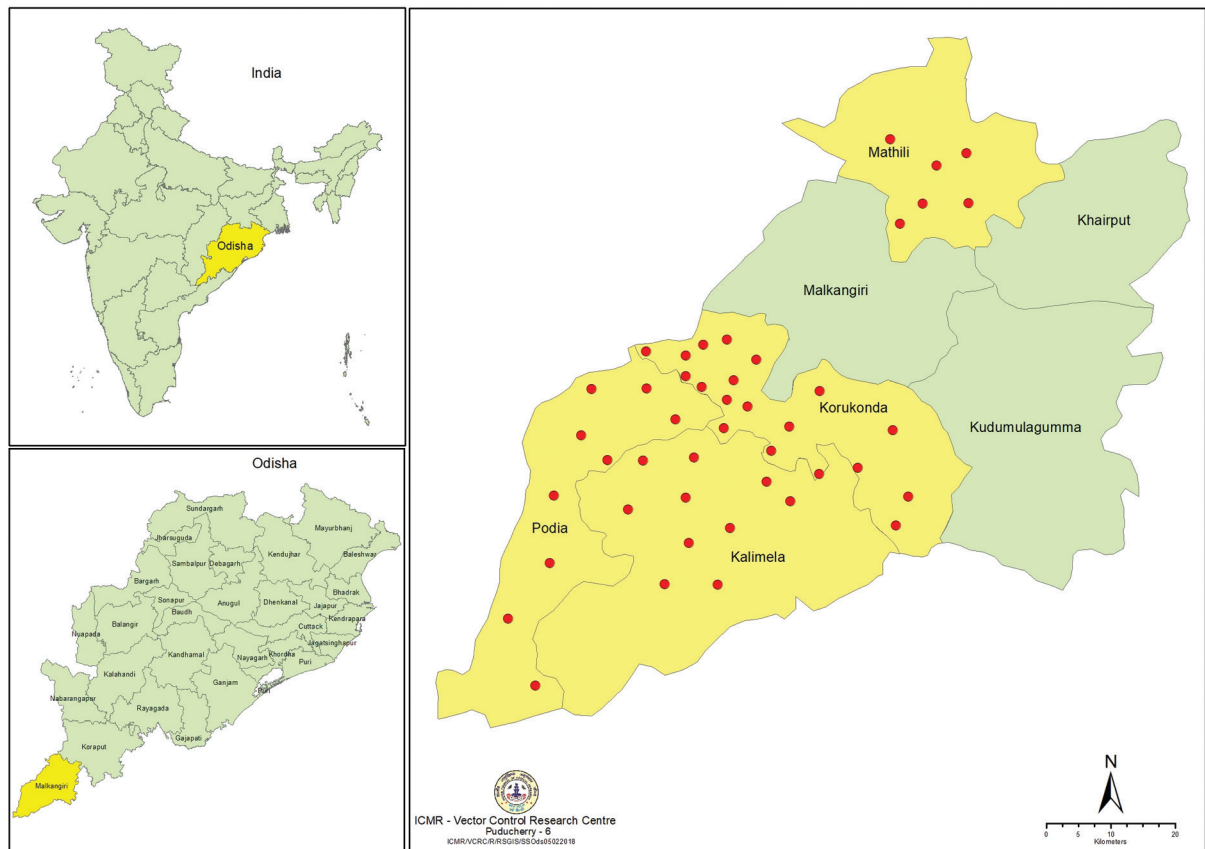 India
Odisha
Odisha
Sundargarh
Mayurbhanj
Jharsuguda
Kendujhar
Baleshwar
Sambalpur
Debagarh
Bargarh
Bhadrak
Sonapur
Anugul
Dhenkanal
Jajapur
Baudh
Kendrapara
Balangir
Cuttack
Nuapada
Jagatsinghapur
Kandhamal
Nayagarh
Khordha
Puri
Kalahandi
Ganjam
Puri
Nabarangapur
Rayagada
Gajapati
Koraput
Malkangiri
Mathili
Khairput
Malkangiri
Korukonda
Kudumulagumma
Podia
Kalimela
ICMR - Vector Control Research Centre
Puducherry - 6
ICMR/VCRC/R/RSGIS/SSOds05022018
N
0 5 10 20
Kilometers